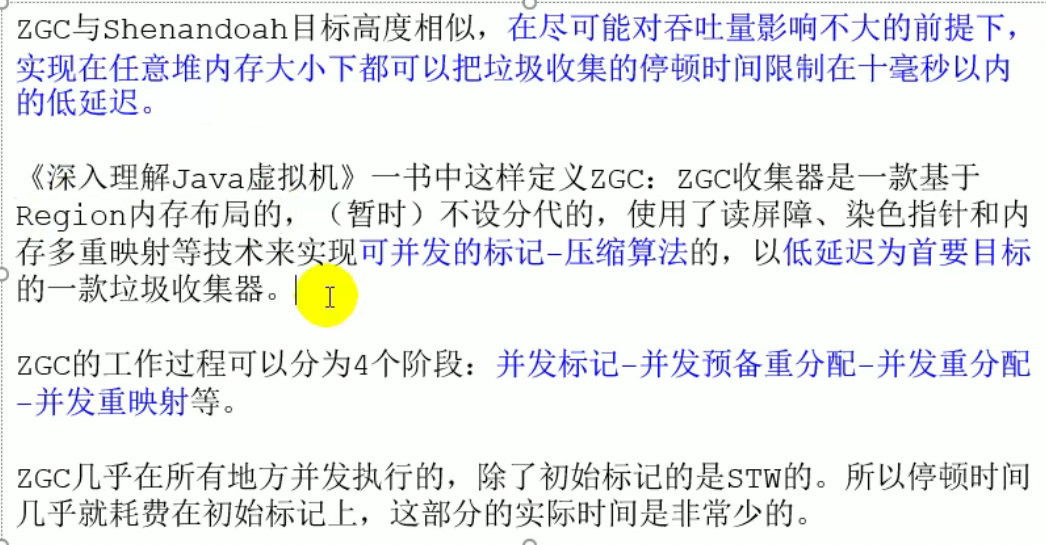 ZGC与Shenandoah目标高度相似，在尽可能对吞吐量影响不大的前提下，
实现在任意堆内存大小下都可以把垃圾收集的停顿时间限制在十毫秒以内
的低延迟。
《深入理解Java虚拟机》一书中这样定义ZGC：ZGC收集器是一款基于
Region内存布局的，（暂时）不设分代的，使用了读屏障、染色指针和内
存多重映射等技术来实现可并发的标记-压缩算法的，以低延迟为首要目标
的一款垃圾收集器。
ZGC的工作过程可以分为4个阶段：并发标记-并发预备重分配-并发重分配
-并发重映射等。
ZGC几乎在所有地方并发执行的，除了初始标记的是STW的。所以停顿时间
几乎就耗费在初始标记上，这部分的实际时间是非常少的。